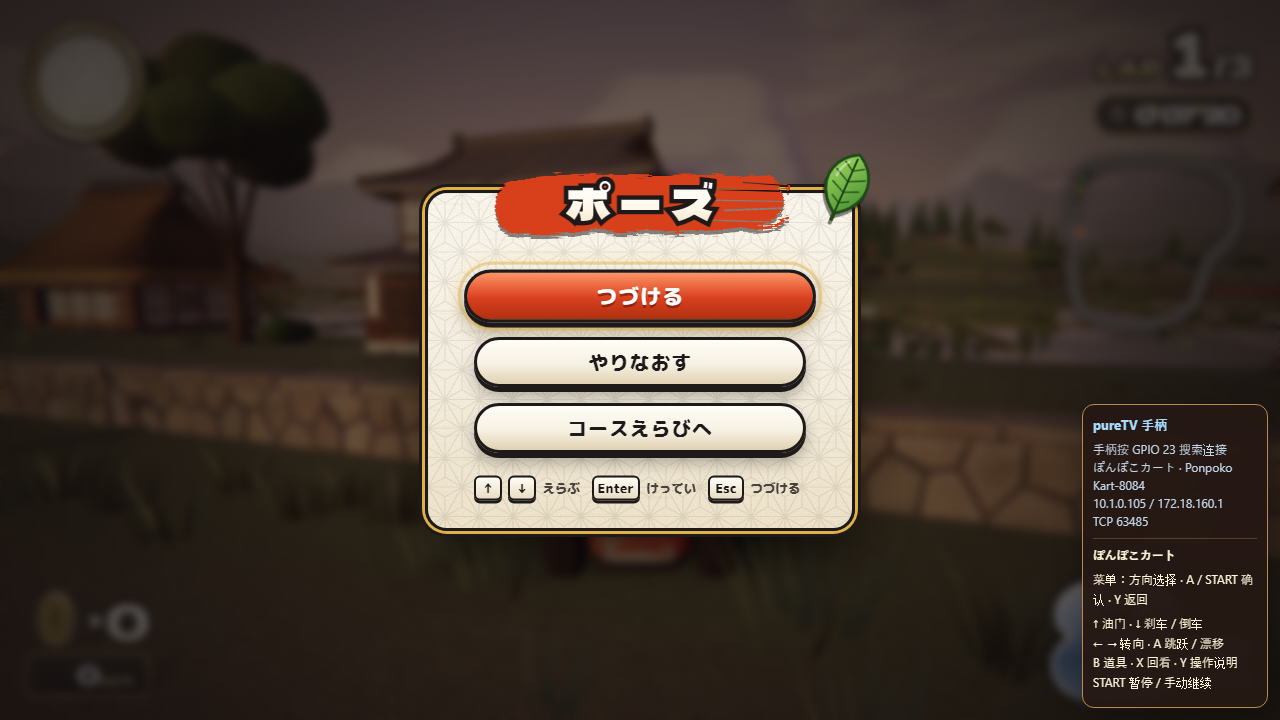 1/3
ポーズ
つづける
やりなおす
コースえらびへ
↑ ↓ えらぶ Enter けってい Esc つづける
0
pureTV 手柄
手柄按 GPIO 23 搜索连接
ぽんぽこカート · Ponpoko
Kart-8084
10.1.0.105 / 172.18.160.1
TCP 63485
ぽんぽこカート
菜单：方向选择 · A / START 确
认 · Y 返回
↑ 油门 · ↓ 刹车 / 倒车
← → 转向 · A 跳跃 / 漂移
B 道具 · X 回看 · Y 操作说明
START 暂停 / 手动继续